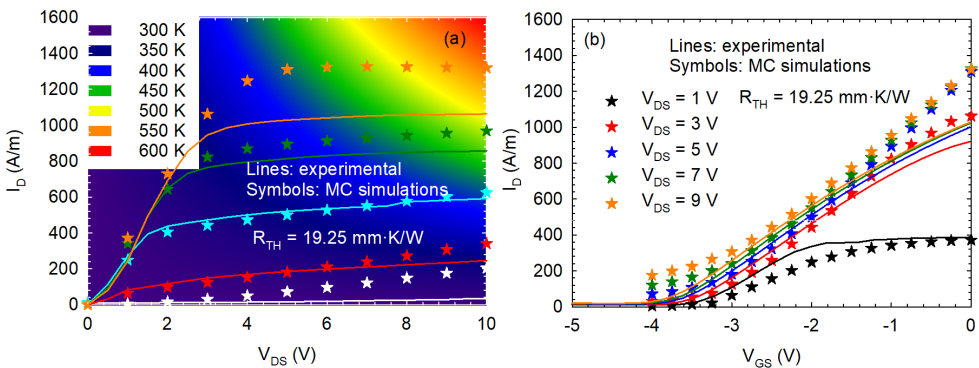 1600
1400
1200
1000
800
600
400
200
0
I_D (A/m)
300 K
350 K
400 K
450 K
500 K
550 K
600 K
(a)
Lines: experimental
Symbols: MC simulations
R_TH = 19.25 mm·K/W
0 2 4 6 8 10
V_DS (V)
1600
1400
1200
1000
800
600
400
200
0
I_D (A/m)
(b)
Lines: experimental
Symbols: MC simulations
V_DS = 1 V R_TH = 19.25 mm·K/W
V_DS = 3 V
V_DS = 5 V
V_DS = 7 V
V_DS = 9 V
-5 -4 -3 -2 -1 0
V_GS (V)